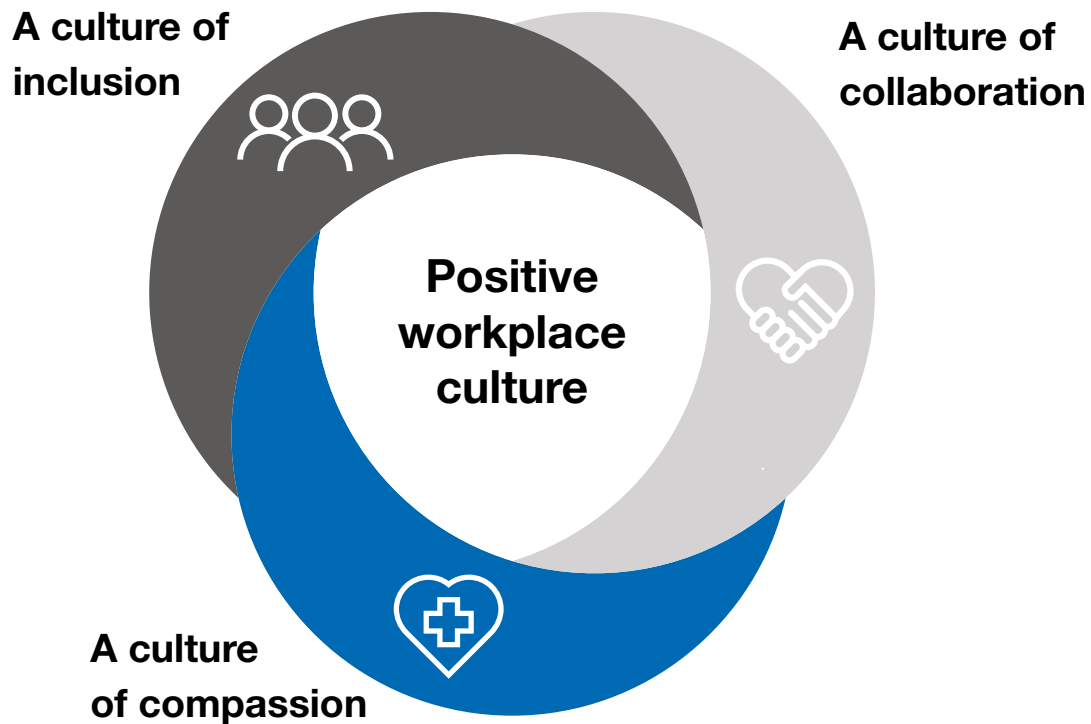 A culture of
inclusion
A culture of
collaboration
Positive
workplace
culture
A culture
of compassion